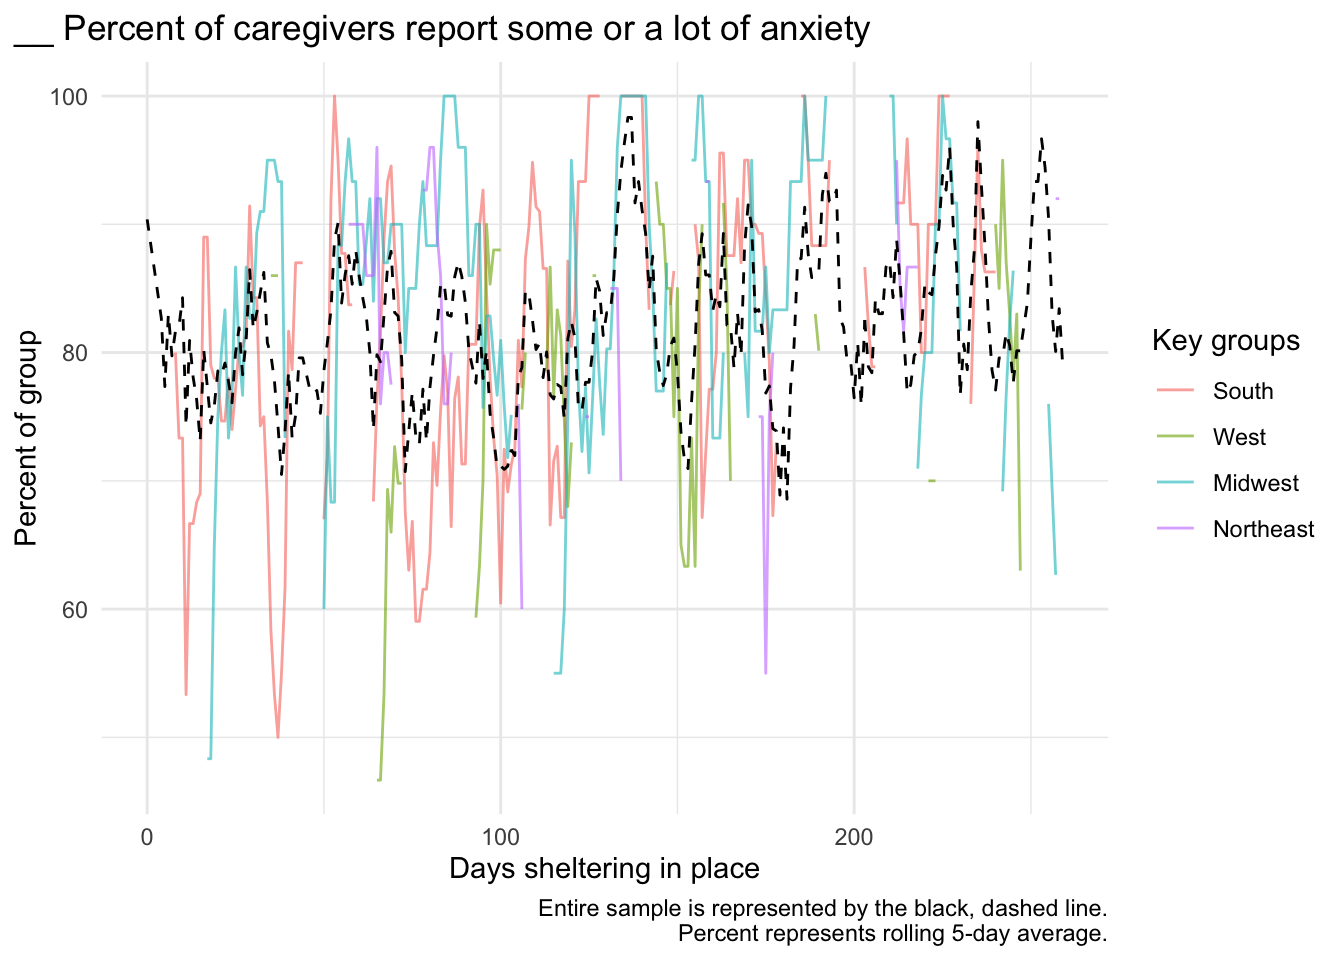 __ Percent of caregivers report some or a lot of anxiety
100
80
60
Percent of group
0
100
200
Days sheltering in place
Key groups
South
West
Midwest
Northeast
Entire sample is represented by the black, dashed line.
Percent represents rolling 5-day average.